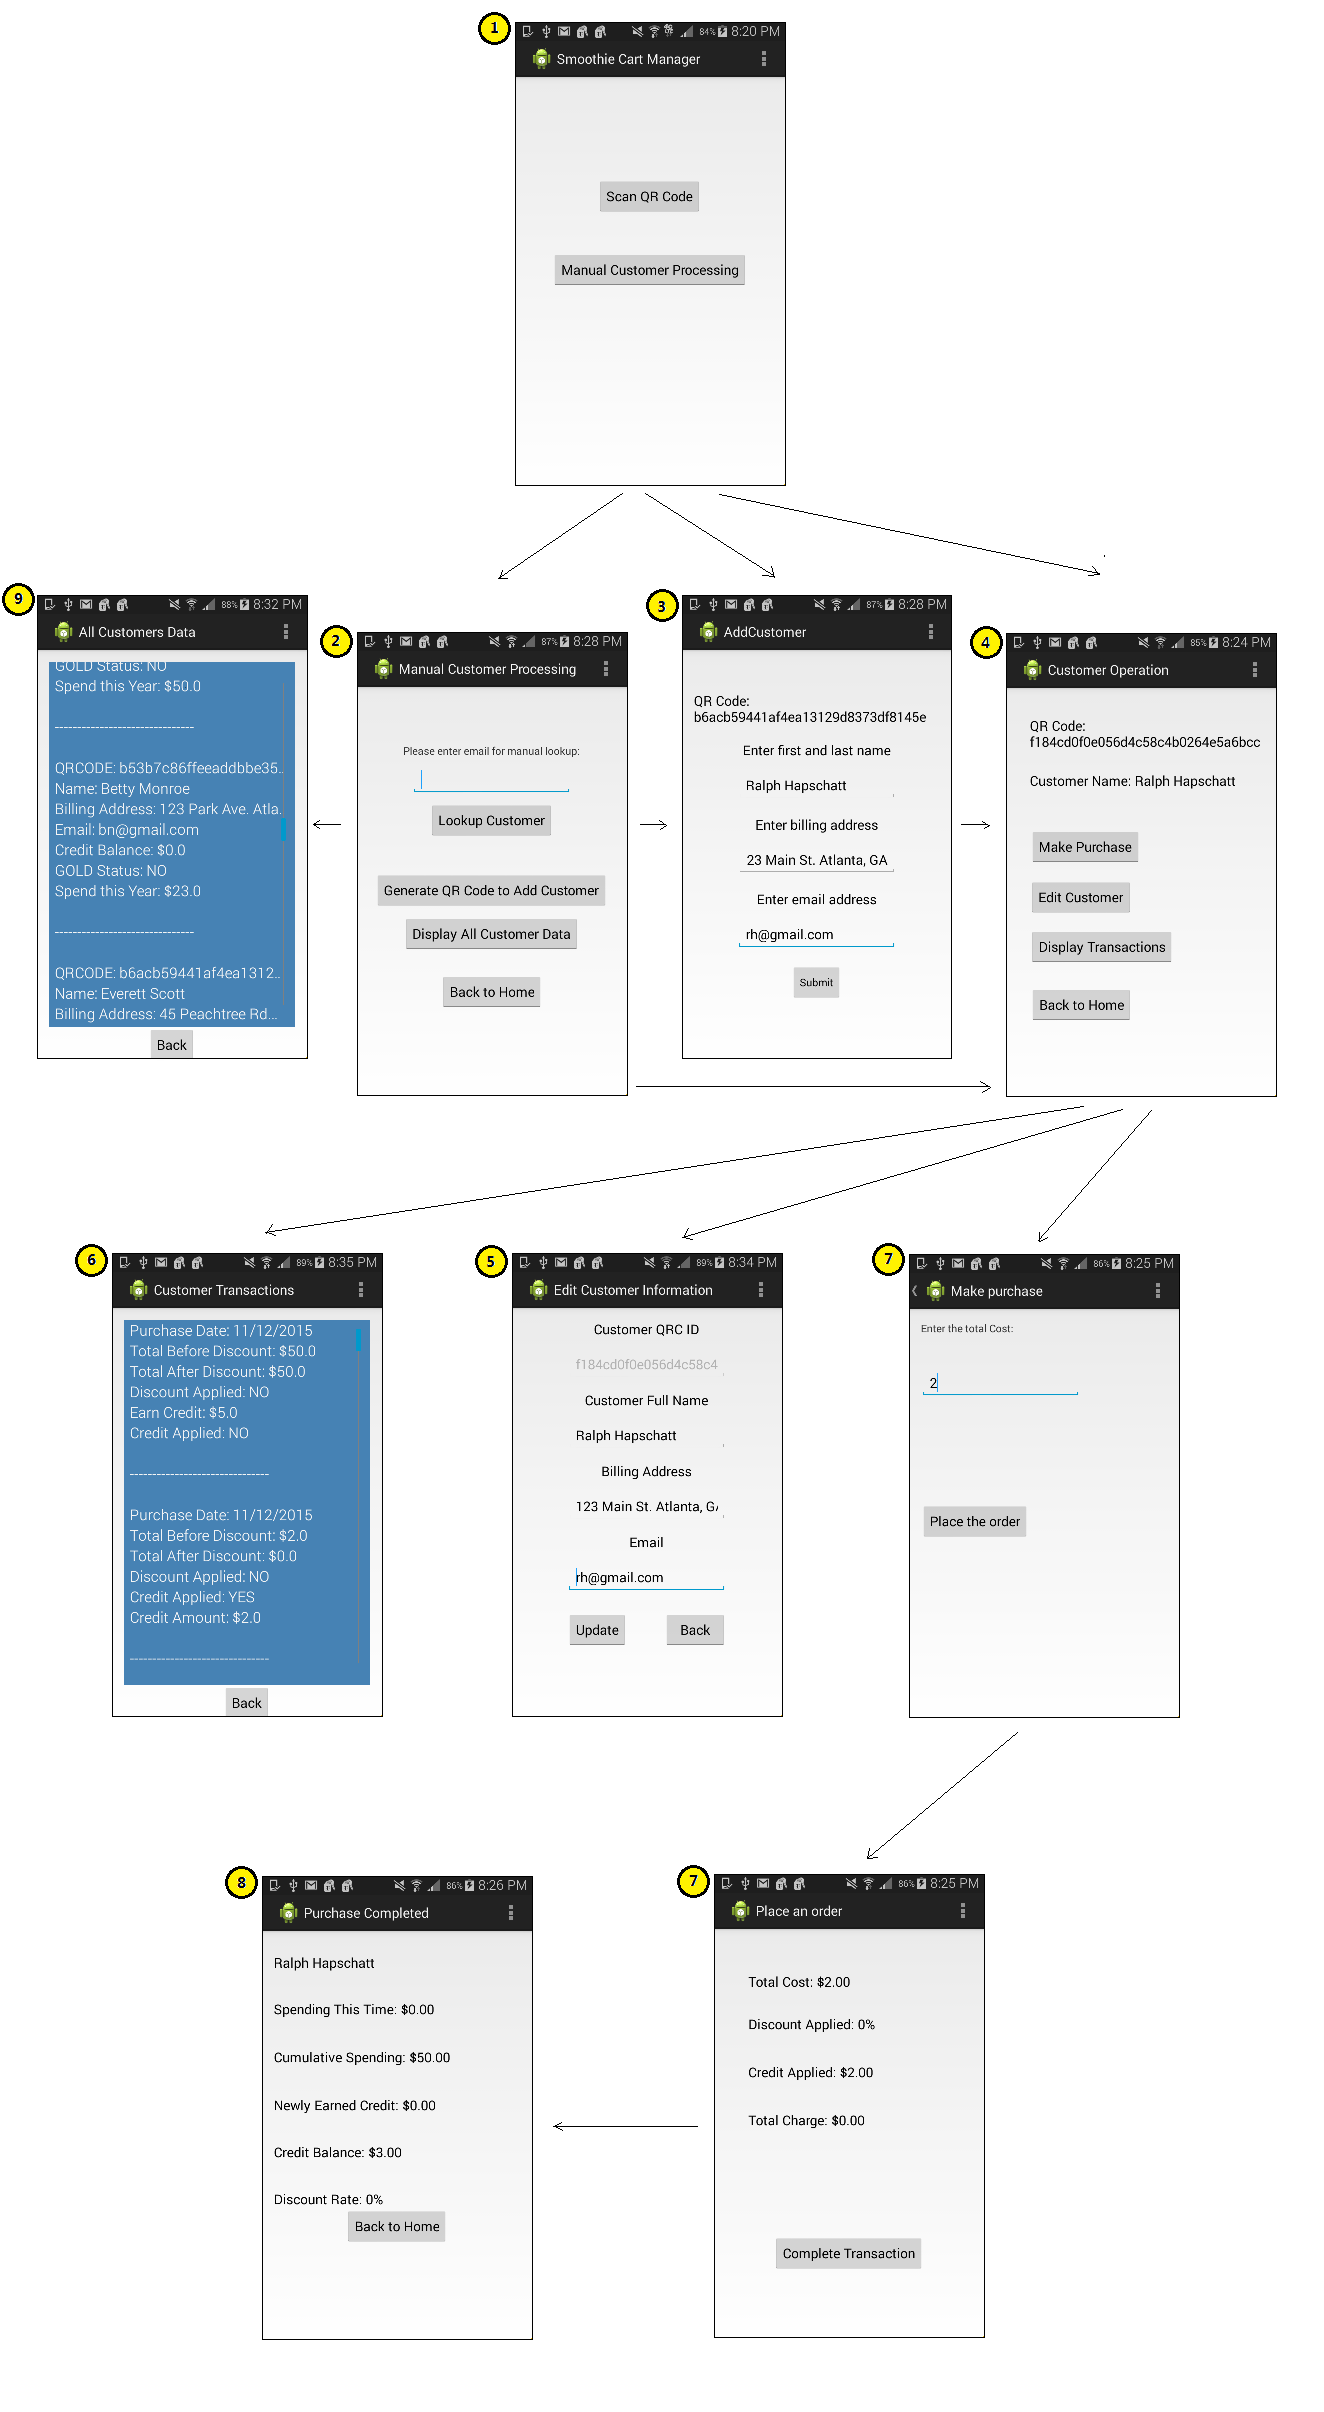 1
84% 8:20 PM
Smoothie Cart Manager
Scan QR Code
Manual Customer Processing
9
88% 8:32 PM
All Customers Data
GOLD Status: NO
Spend this Year: $50.0
-------------------------------
QRCODE: b53b7c86ffeeaddbbe35..
Name: Betty Monroe
Billing Address: 123 Park Ave. Atla.
Email: bn@gmail.com
Credit Balance: $0.0
GOLD Status: NO
Spend this Year: $23.0
-------------------------------
QRCODE: b6acb59441af4ea1312..
Name: Everett Scott
Billing Address: 45 Peachtree Rd...
Back
2
87% 8:28 PM
Manual Customer Processing
Please enter email for manual lookup:
Lookup Customer
Generate QR Code to Add Customer
Display All Customer Data
Back to Home
3
87% 8:28 PM
AddCustomer
QR Code:
b6acb59441af4ea13129d8373df8145e
Enter first and last name
Ralph Hapschatt
Enter billing address
23 Main St. Atlanta, GA
Enter email address
rh@gmail.com
Submit
4
85% 8:24 PM
Customer Operation
QR Code:
f184cd0f0e056d4c58c4b0264e5a6bcc
Customer Name: Ralph Hapschatt
Make Purchase
Edit Customer
Display Transactions
Back to Home
6
89% 8:35 PM
Customer Transactions
Purchase Date: 11/12/2015
Total Before Discount: $50.0
Total After Discount: $50.0
Discount Applied: NO
Earn Credit: $5.0
Credit Applied: NO
-------------------------------
Purchase Date: 11/12/2015
Total Before Discount: $2.0
Total After Discount: $0.0
Discount Applied: NO
Credit Applied: YES
Credit Amount: $2.0
-------------------------------
Back
5
89% 8:34 PM
Edit Customer Information
Customer QRC ID
f184cd0f0e056d4c58c4
Customer Full Name
Ralph Hapschatt
Billing Address
123 Main St. Atlanta, GA
Email
rh@gmail.com
Update Back
7
86% 8:25 PM
Make purchase
Enter the total Cost:
2
Place the order
8
86% 8:26 PM
Purchase Completed
Ralph Hapschatt
Spending This Time: $0.00
Cumulative Spending: $50.00
Newly Earned Credit: $0.00
Credit Balance: $3.00
Discount Rate: 0%
Back to Home
7
86% 8:25 PM
Place an order
Total Cost: $2.00
Discount Applied: 0%
Credit Applied: $2.00
Total Charge: $0.00
Complete Transaction